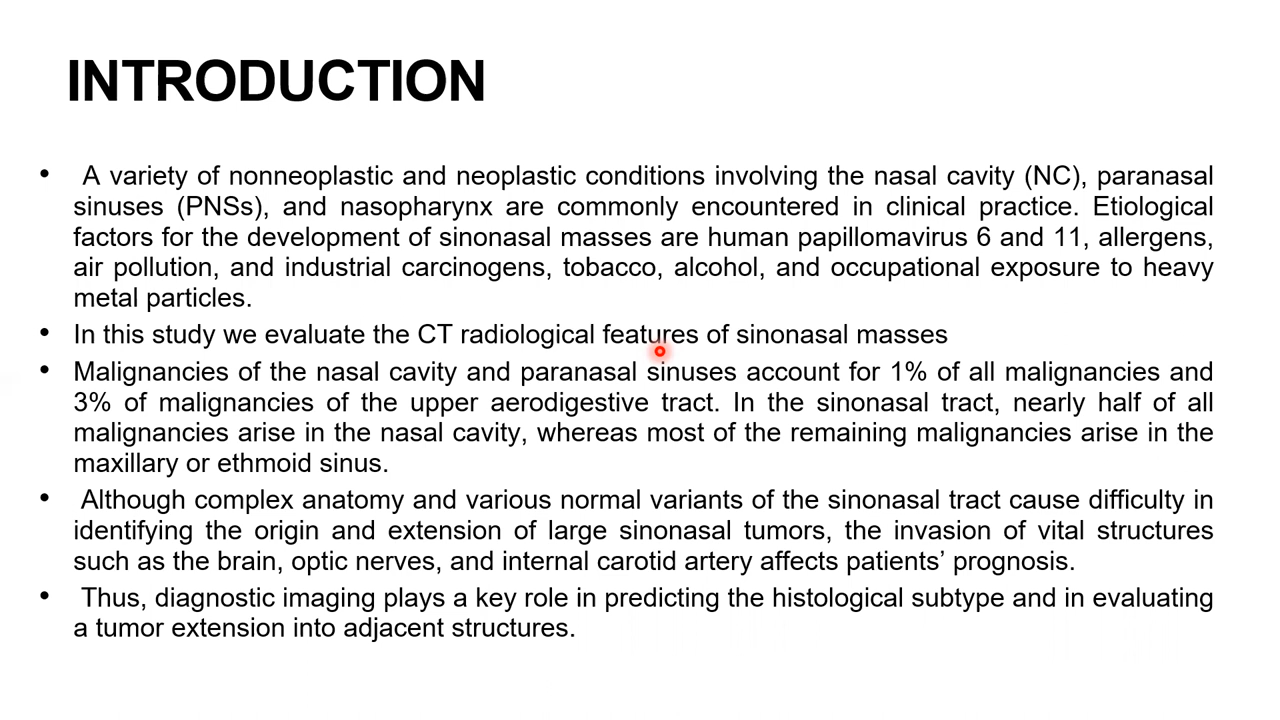 INTRODUCTION
• A variety of nonneoplastic and neoplastic conditions involving the nasal cavity (NC), paranasal
sinuses (PNSs), and nasopharynx are commonly encountered in clinical practice. Etiological
factors for the development of sinonasal masses are human papillomavirus 6 and 11, allergens,
air pollution, and industrial carcinogens, tobacco, alcohol, and occupational exposure to heavy
metal particles.
• In this study we evaluate the CT radiological features of sinonasal masses
• Malignancies of the nasal cavity and paranasal sinuses account for 1% of all malignancies and
3% of malignancies of the upper aerodigestive tract. In the sinonasal tract, nearly half of all
malignancies arise in the nasal cavity, whereas most of the remaining malignancies arise in the
maxillary or ethmoid sinus.
• Although complex anatomy and various normal variants of the sinonasal tract cause difficulty in
identifying the origin and extension of large sinonasal tumors, the invasion of vital structures
such as the brain, optic nerves, and internal carotid artery affects patients’ prognosis.
• Thus, diagnostic imaging plays a key role in predicting the histological subtype and in evaluating
a tumor extension into adjacent structures.